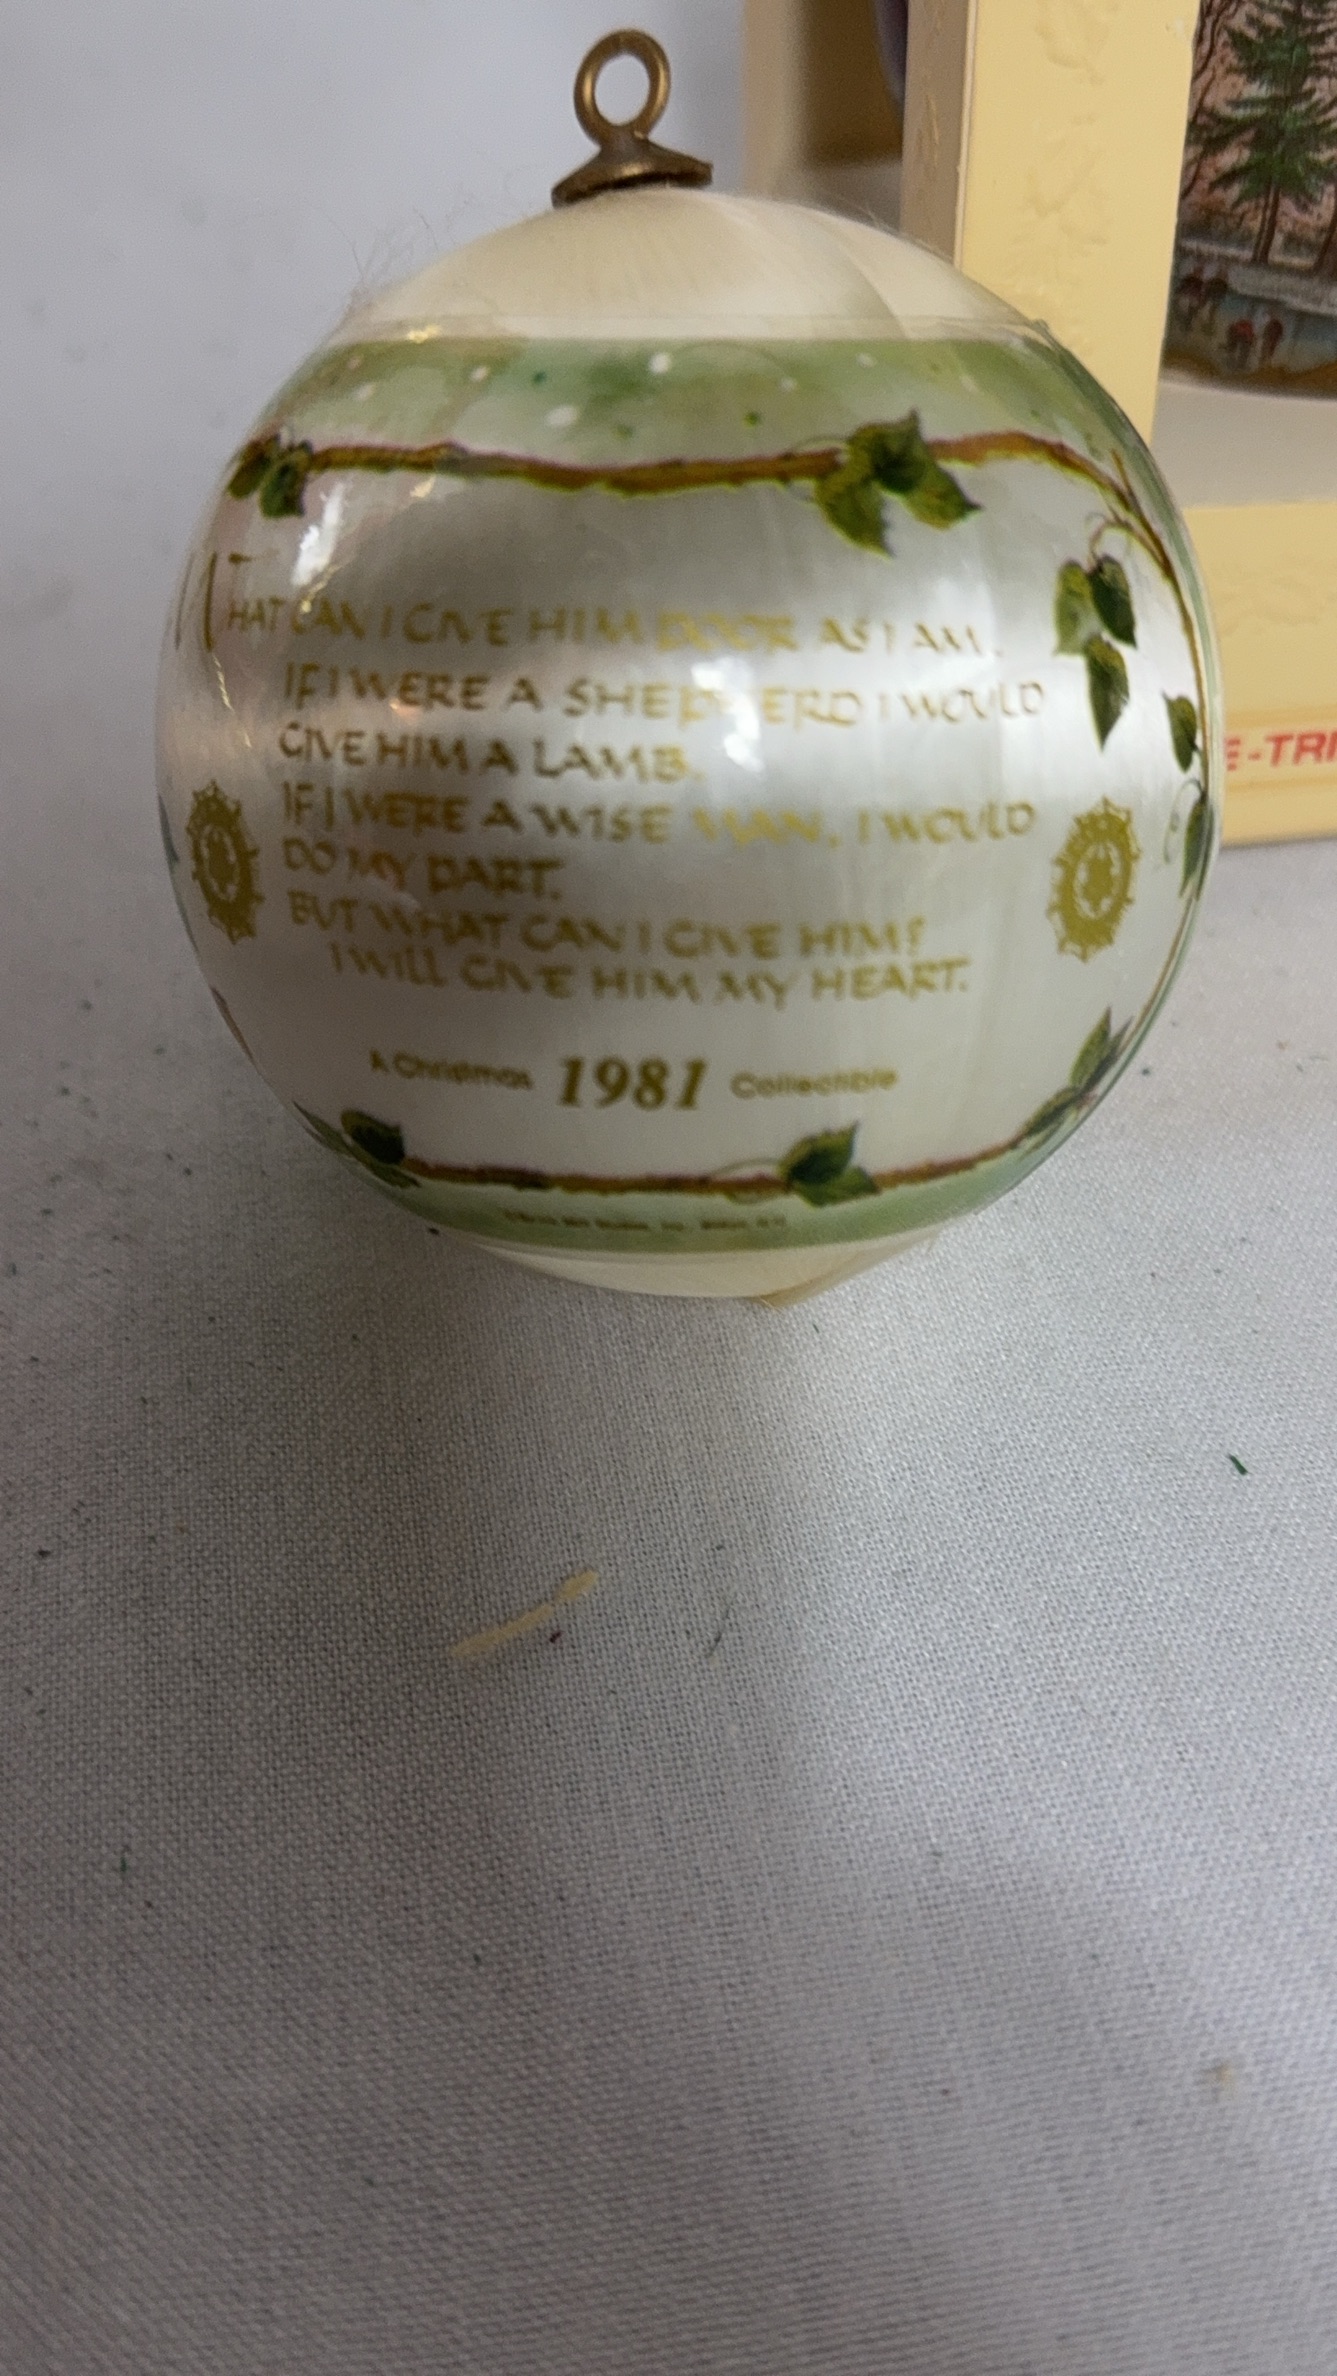 WHAT CAN I GIVE HIM POOR AS I AM.
IF I WERE A SHEPHERD I WOULD
GIVE HIM A LAMB.
IF I WERE A WISE MAN, I WOULD
DO MY PART.
BUT WHAT CAN I GIVE HIM?
I WILL GIVE HIM MY HEART.
A Christmas 1981 Collectible
E-TRI